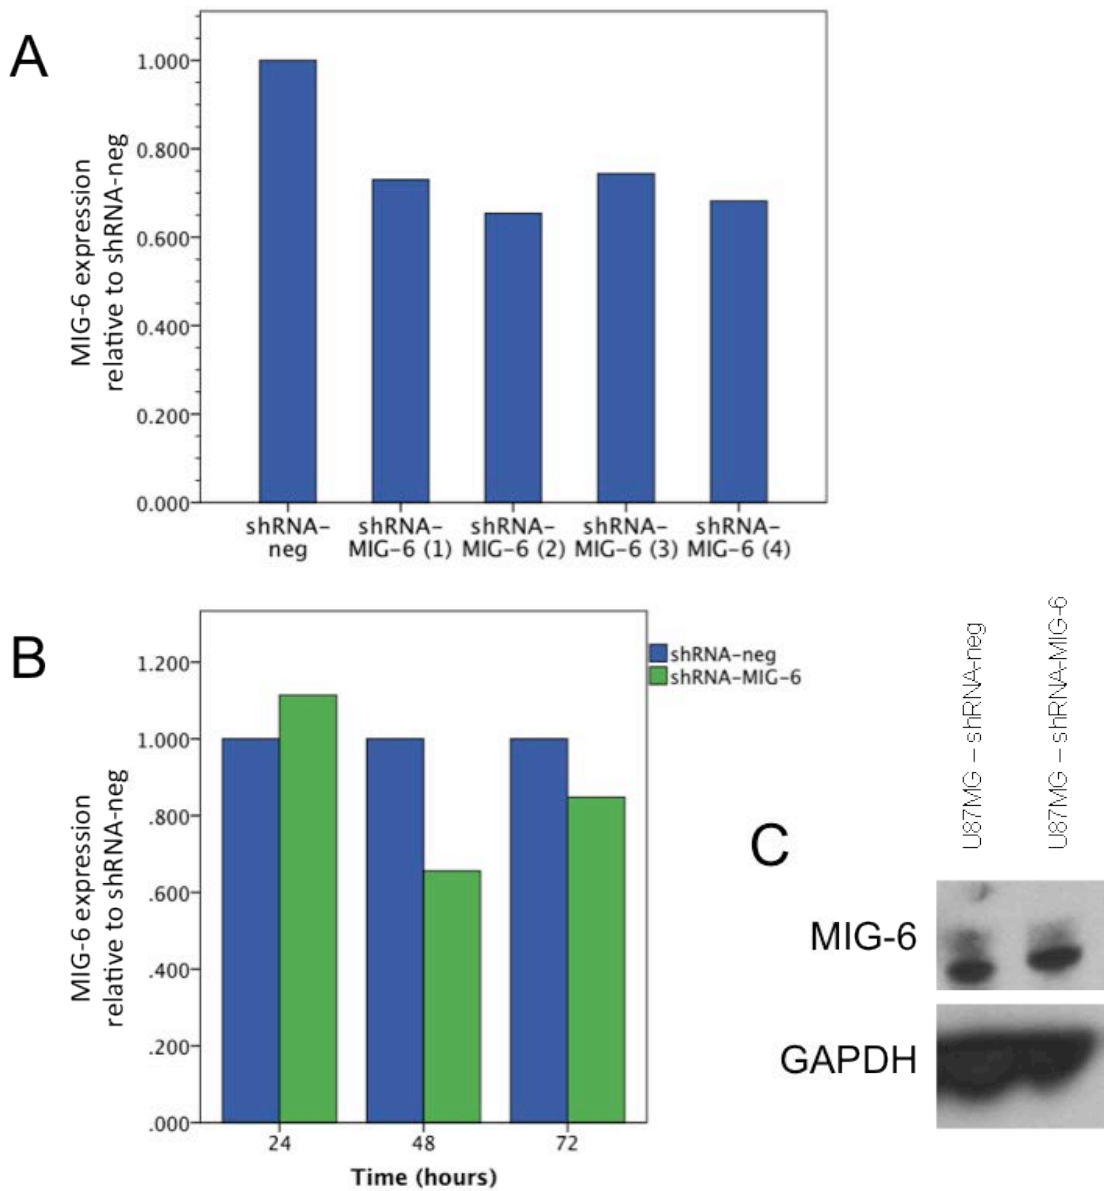 A
MIG-6 expression
relative to shRNA-neg
1.000
0.800
0.600
0.400
0.200
0.000
shRNA-
neg
shRNA-
MIG-6 (1)
shRNA-
MIG-6 (2)
shRNA-
MIG-6 (3)
shRNA-
MIG-6 (4)
B
MIG-6 expression
relative to shRNA-neg
1.200
1.000
.800
.600
.400
.200
.000
24
48
72
Time (hours)
shRNA-neg
shRNA-MIG-6
C
U87MG – shRNA-neg
U87MG – shRNA-MIG-6
MIG-6
GAPDH